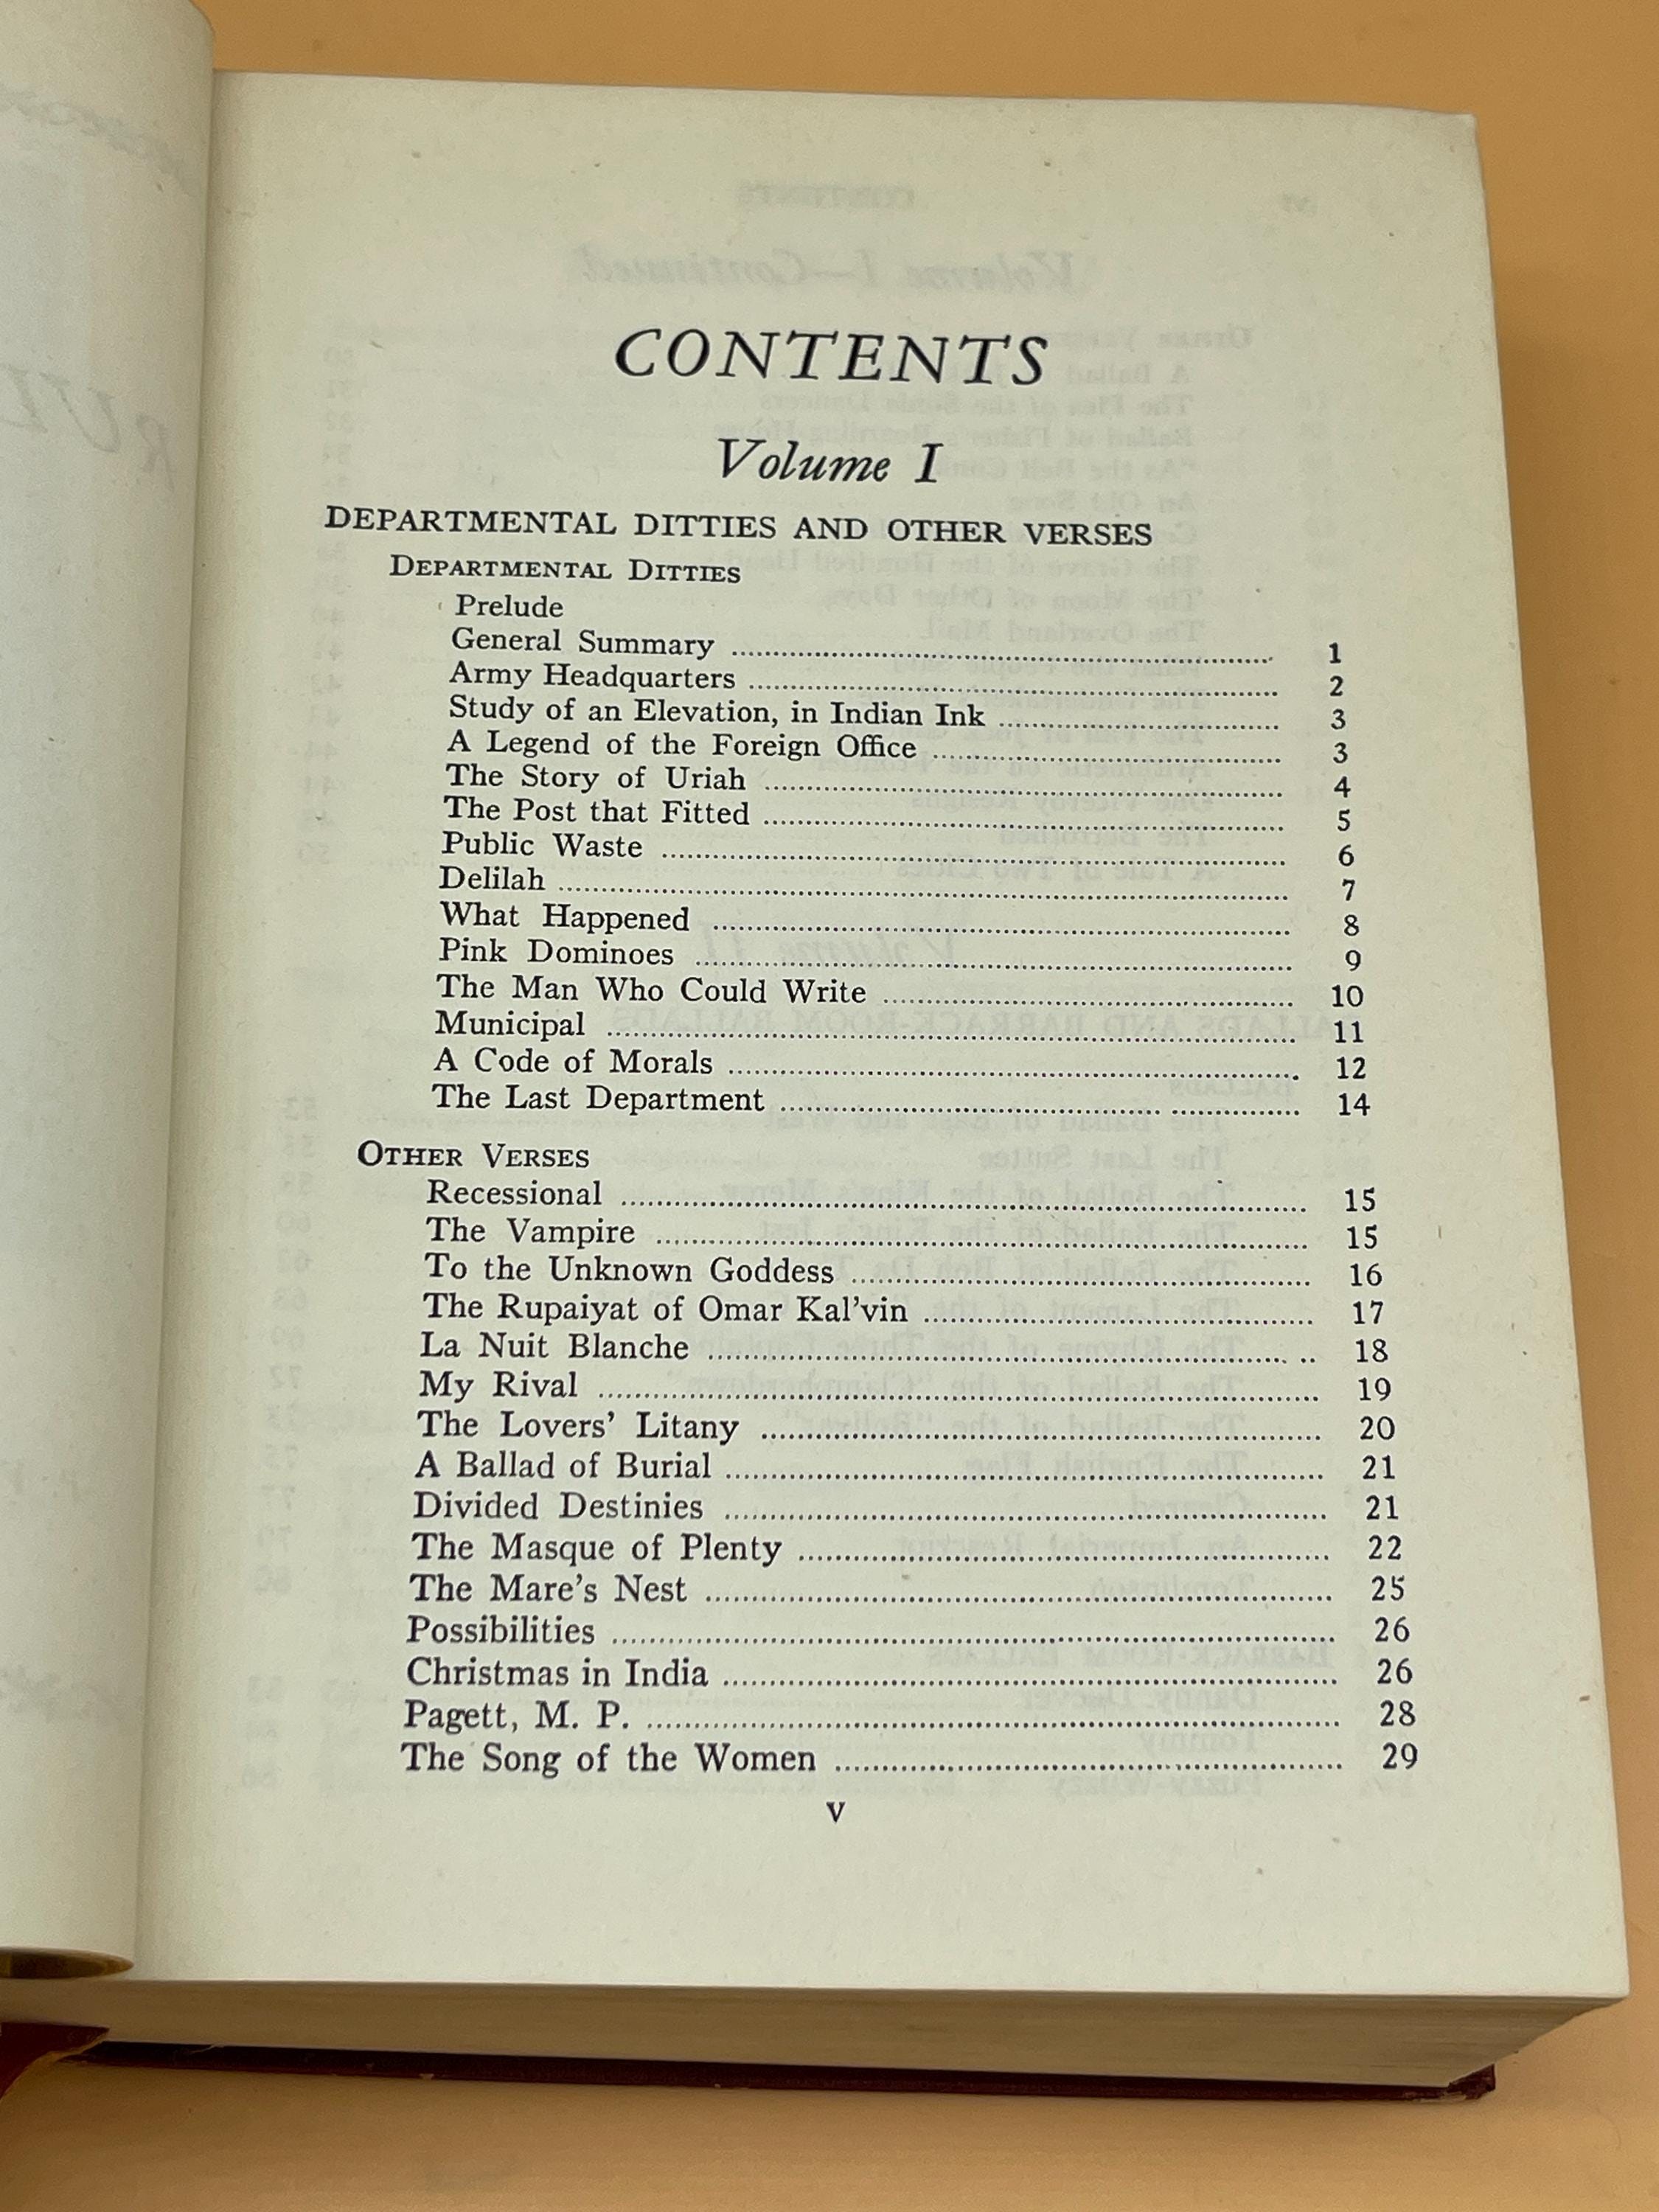 CONTENTS
Volume I
DEPARTMENTAL DITTIES AND OTHER VERSES
DEPARTMENTAL DITTIES
Prelude
General Summary ........ 1
Army Headquarters ........ 2
Study of an Elevation, in Indian Ink ........ 3
A Legend of the Foreign Office ........ 3
The Story of Uriah ........ 4
The Post that Fitted ........ 5
Public Waste ........ 6
Delilah ........ 7
What Happened ........ 8
Pink Dominoes ........ 9
The Man Who Could Write ........ 10
Municipal ........ 11
A Code of Morals ........ 12
The Last Department ........ 14
OTHER VERSES
Recessional ........ 15
The Vampire ........ 15
To the Unknown Goddess ........ 16
The Rupaiyat of Omar Kal'vin ........ 17
La Nuit Blanche ........ 18
My Rival ........ 19
The Lovers' Litany ........ 20
A Ballad of Burial ........ 21
Divided Destinies ........ 21
The Masque of Plenty ........ 22
The Mare's Nest ........ 25
Possibilities ........ 26
Christmas in India ........ 26
Pagett, M. P. ........ 28
The Song of the Women ........ 29
v